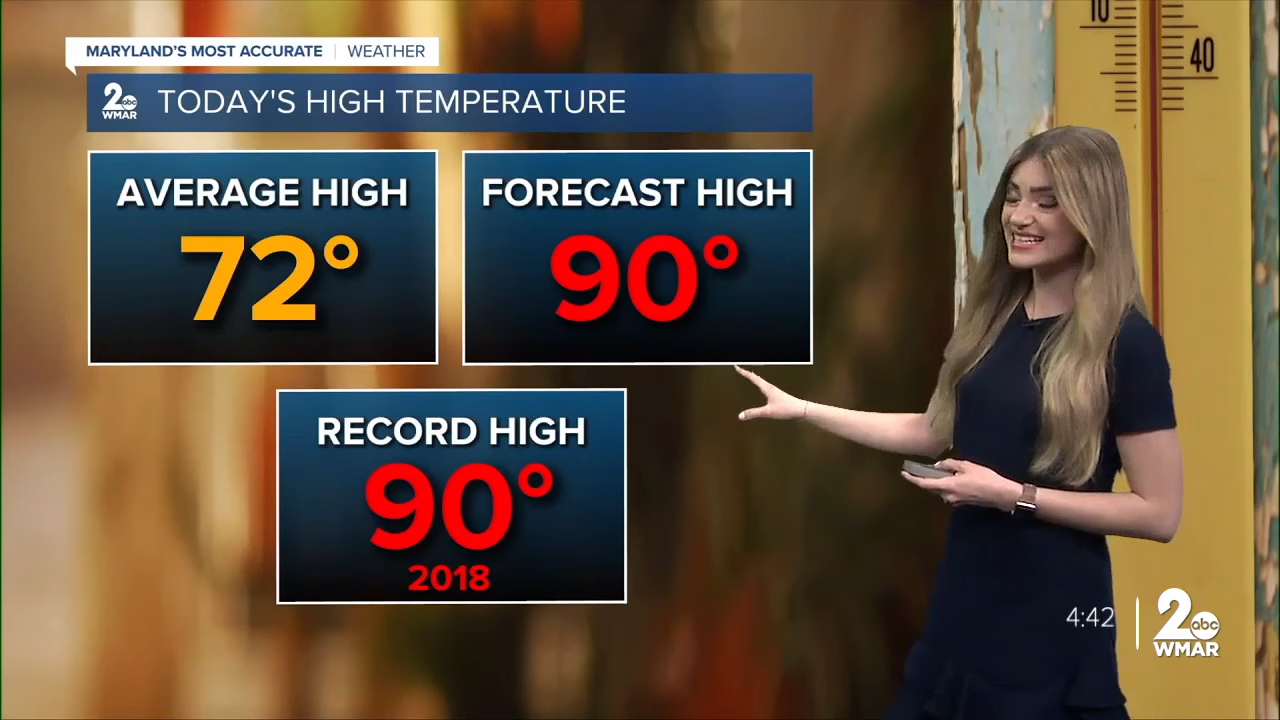 MARYLAND'S MOST ACCURATE | WEATHER
2 abc WMAR TODAY'S HIGH TEMPERATURE
AVERAGE HIGH
72°
FORECAST HIGH
90°
RECORD HIGH
90°
2018
10
40
4:42
2 abc
WMAR